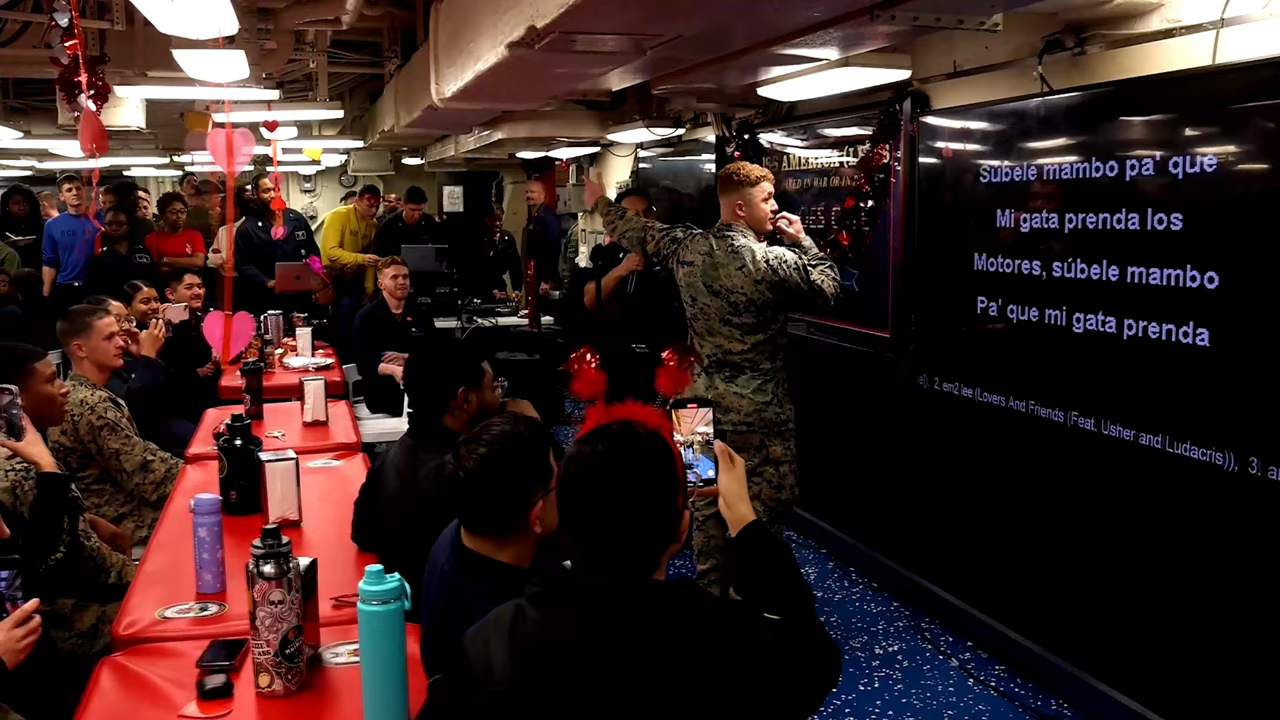 AMERICA (L
Súbele mambo pa' que
Mi gata prenda los
Motores, súbele mambo
Pa' que mi gata prenda
2. em2 lee (Lovers And Friends (Feat. Usher and Ludacris)), 3.